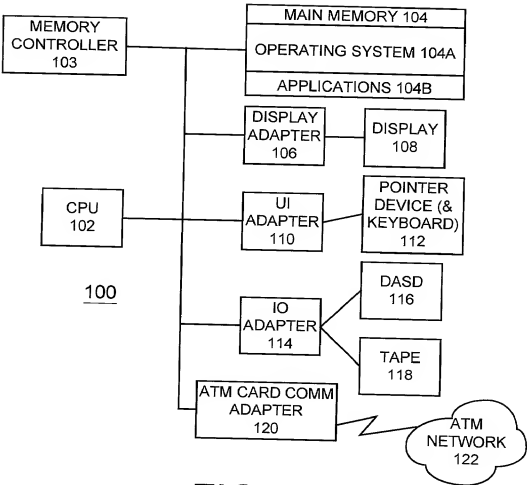 MEMORY
CONTROLLER
103
MAIN MEMORY 104
OPERATING SYSTEM 104A
APPLICATIONS 104B
DISPLAY
ADAPTER
106
DISPLAY
108
CPU
102
UI
ADAPTER
110
POINTER
DEVICE (&
KEYBOARD)
112
100
IO
ADAPTER
114
DASD
116
TAPE
118
ATM CARD COMM
ADAPTER
120
ATM
NETWORK
122